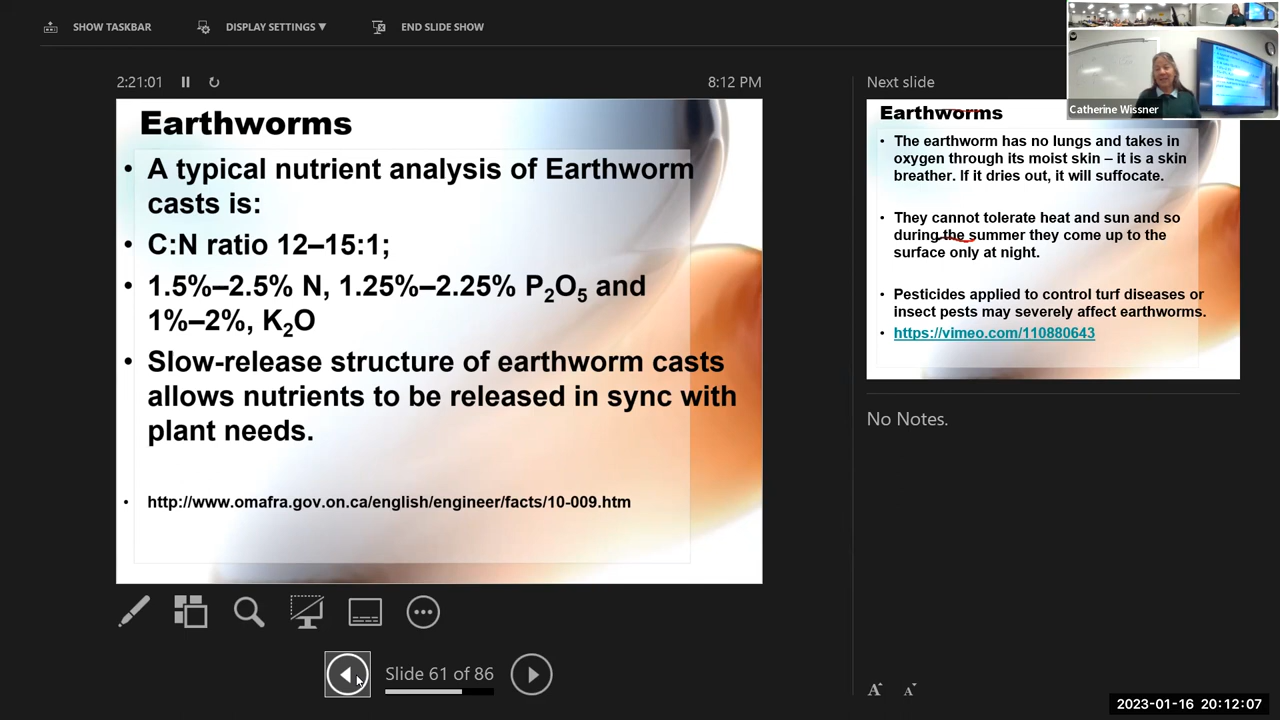 SHOW TASKBAR
DISPLAY SETTINGS ▼
END SLIDE SHOW
2:21:01
8:12 PM
Earthworms
• A typical nutrient analysis of Earthworm
casts is:
• C:N ratio 12–15:1;
• 1.5%–2.5% N, 1.25%–2.25% P₂O₅ and
1%–2%, K₂O
• Slow-release structure of earthworm casts
allows nutrients to be released in sync with
plant needs.
• http://www.omafra.gov.on.ca/english/engineer/facts/10-009.htm
Slide 61 of 86
Next slide
Catherine Wissner
Earthworms
• The earthworm has no lungs and takes in
oxygen through its moist skin – it is a skin
breather. If it dries out, it will suffocate.
• They cannot tolerate heat and sun and so
during the summer they come up to the
surface only at night.
• Pesticides applied to control turf diseases or
insect pests may severely affect earthworms.
• https://vimeo.com/110880643
No Notes.
A A
2023-01-16 20:12:07